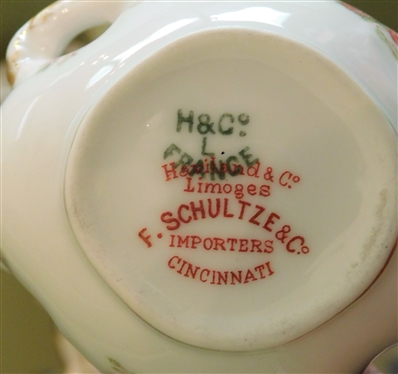 H & Cº
L
FRANCE
Haviland & Cº
Limoges
F. SCHULTZE & Cº
IMPORTERS
CINCINNATI